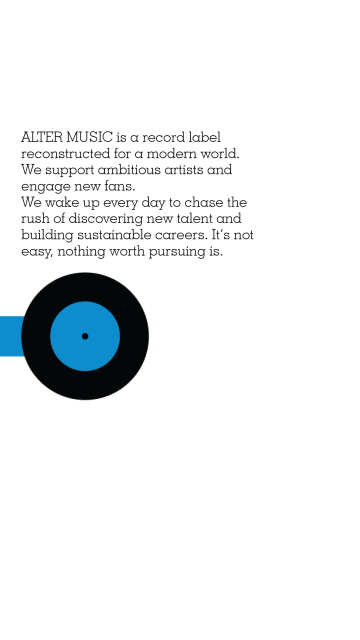 ALTER MUSIC is a record label
reconstructed for a modern world.
We support ambitious artists and
engage new fans.
We wake up every day to chase the
rush of discovering new talent and
building sustainable careers. It's not
easy, nothing worth pursuing is.